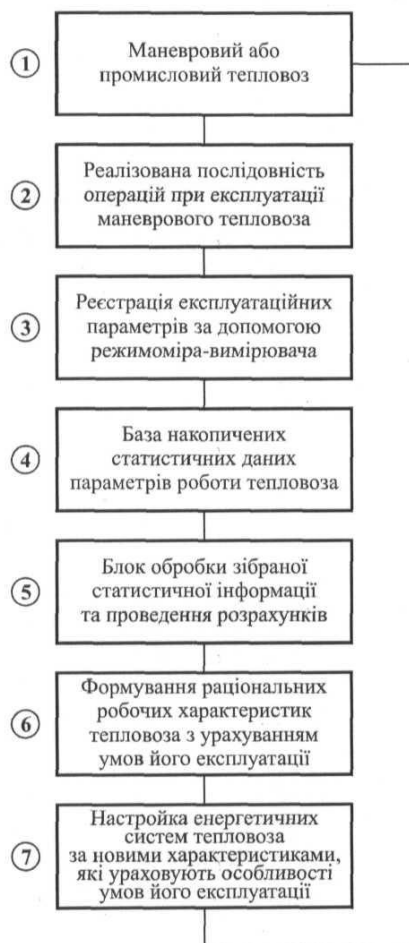 1
Маневровий або
промисловий тепловоз
2
Реалізована послідовність
операцій при експлуатації
маневрового тепловоза
3
Реєстрація експлуатаційних
параметрів за допомогою
режимоміра-вимірювача
4
База накопичених
статистичних даних
параметрів роботи тепловоза
5
Блок обробки зібраної
статистичної інформації
та проведення розрахунків
6
Формування раціональних
робочих характеристик
тепловоза з урахуванням
умов його експлуатації
7
Настройка енергетичних
систем тепловоза
за новими характеристиками,
які ураховують особливості
умов його експлуатації